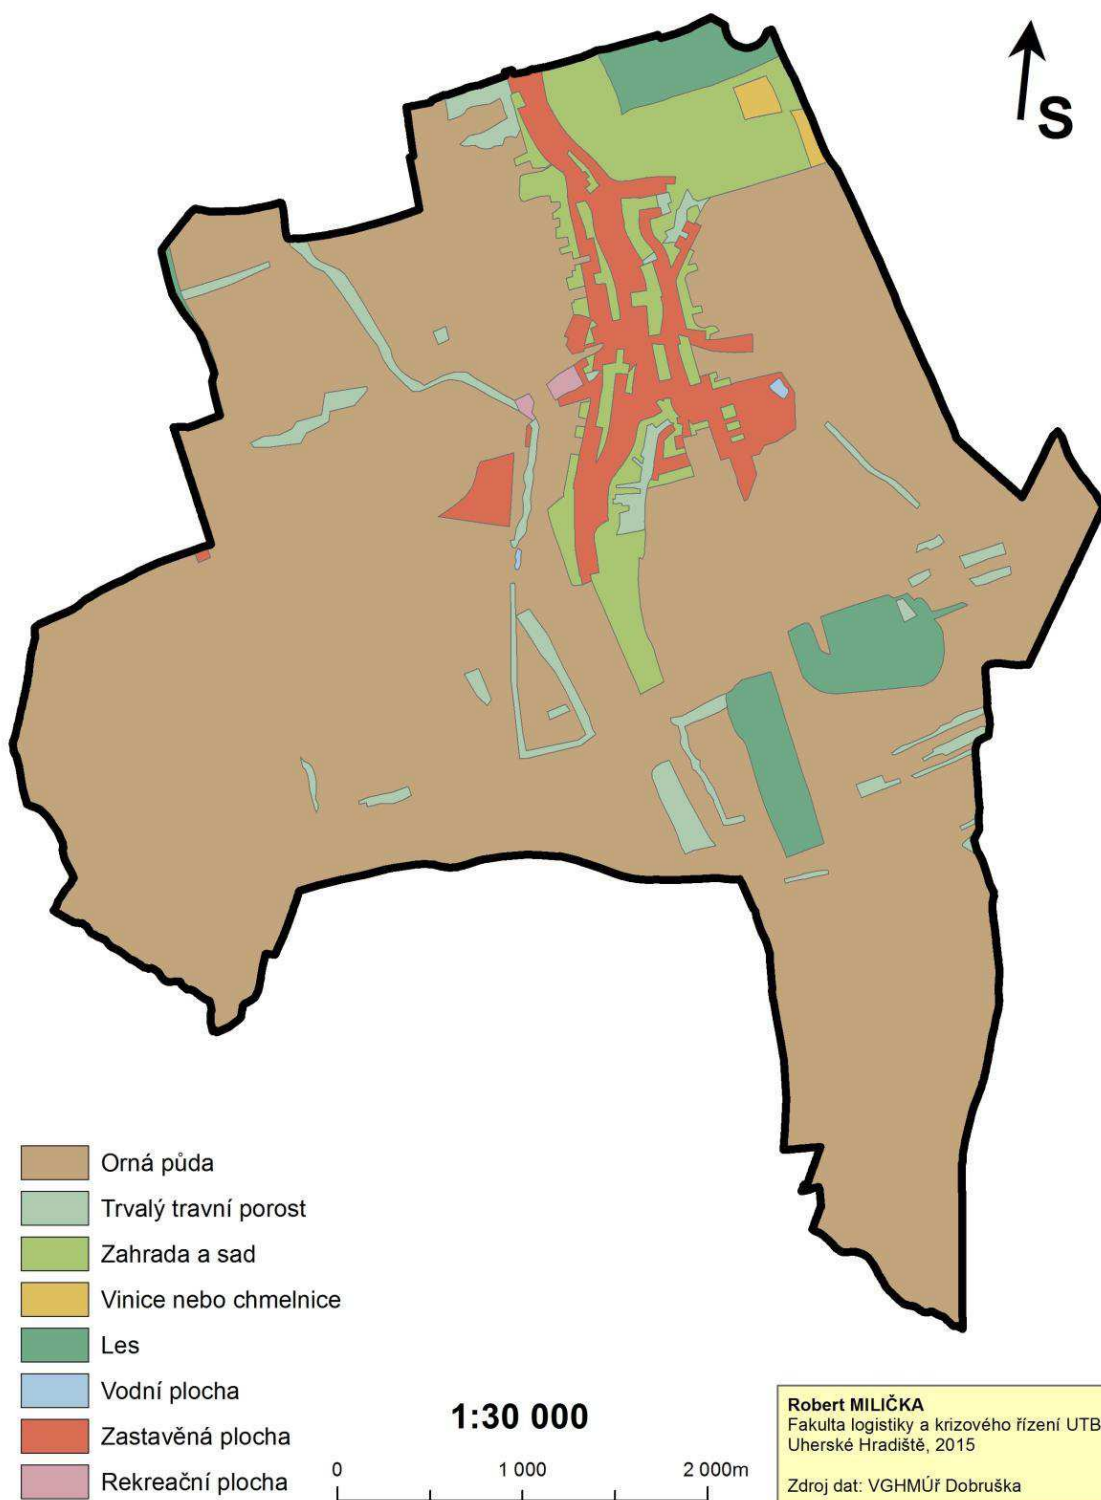 S
Orná půda
Trvalý travní porost
Zahrada a sad
Vinice nebo chmelnice
Les
Vodní plocha
Zastavěná plocha
Rekreační plocha
1:30 000
0 1 000 2 000m
Robert MILIČKA
Fakulta logistiky a krizového řízení UTB
Uherské Hradiště, 2015
Zdroj dat: VGHMÚř Dobruška